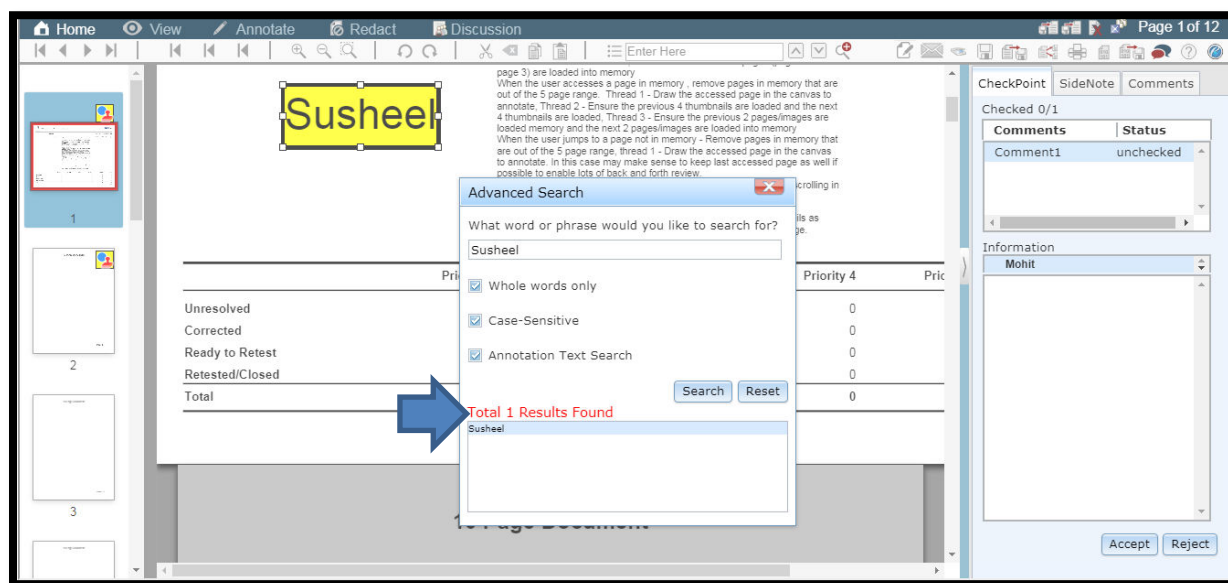 Home View Annotate Redact Discussion Page 1 of 12
Enter Here
1
2
3
Susheel
page 3) are loaded into memory
When the user accesses a page in memory , remove pages in memory that are
out of the 5 page range. Thread 1 - Draw the accessed page in the canvas to
annotate, Thread 2 - Ensure the previous 4 thumbnails are loaded and the next
4 thumbnails are loaded, Thread 3 - Ensure the previous 2 pages/images are
loaded memory and the next 2 pages/images are loaded into memory
When the user jumps to a page not in memory - Remove pages in memory that
are out of the 5 page range, thread 1 - Draw the accessed page in the canvas
to annotate. In this case may make sense to keep last accessed page as well if
possible to enable lots of back and forth review.
Priority 4
Unresolved 0
Corrected 0
Ready to Retest 0
Retested/Closed 0
Total 0
Advanced Search
What word or phrase would you like to search for?
Susheel
Whole words only
Case-Sensitive
Annotation Text Search
Search Reset
Total 1 Results Found
Susheel
CheckPoint SideNote Comments
Checked 0/1
Comments Status
Comment1 unchecked
Information
Mohit
Accept Reject